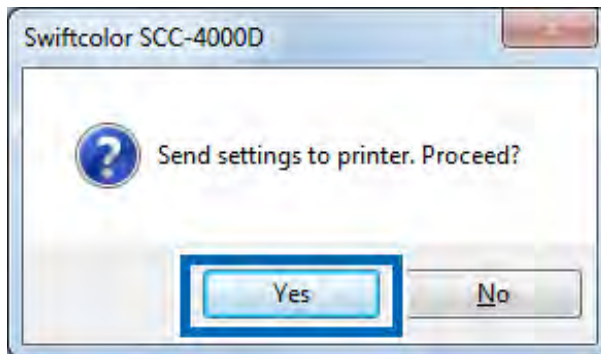 Swiftcolor SCC-4000D
Send settings to printer. Proceed?
Yes
No